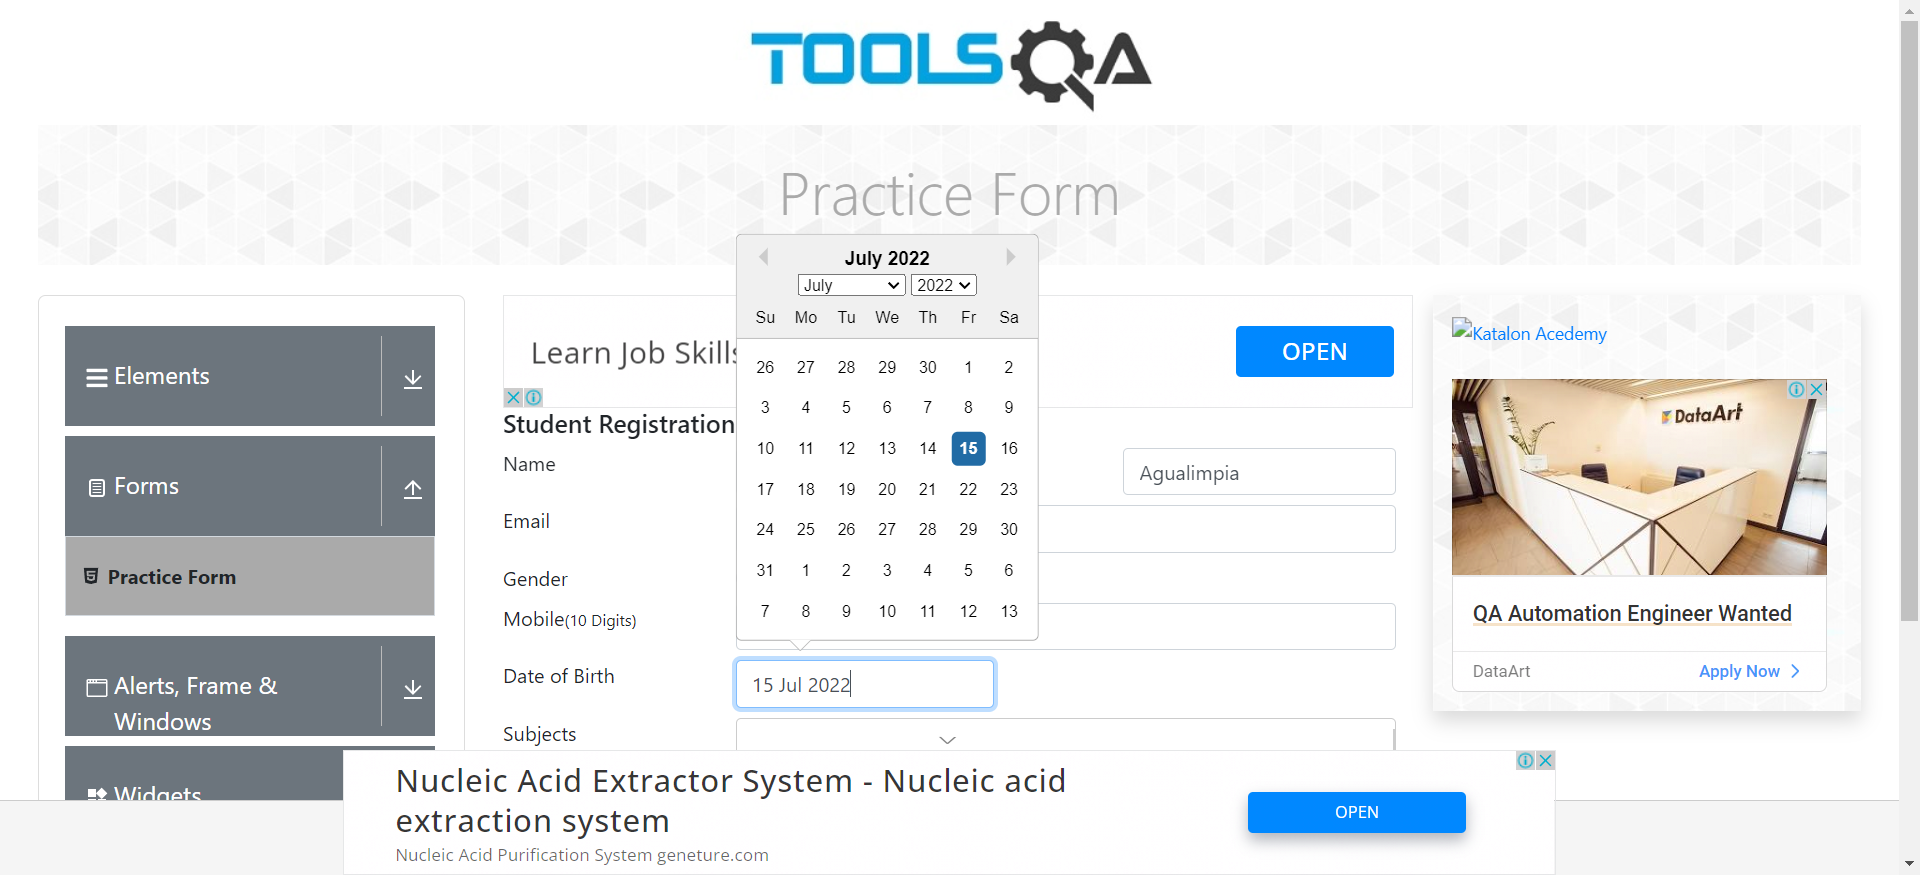 TOOLSQA
Practice Form
Elements
Forms
Practice Form
Alerts, Frame &
Windows
Widgets
Learn Job Skills
OPEN
Student Registration
Name
Agualimpia
Email
Gender
Mobile(10 Digits)
Date of Birth
15 Jul 2022
Subjects
July 2022
July 2022
Su Mo Tu We Th Fr Sa
26 27 28 29 30 1 2
3 4 5 6 7 8 9
10 11 12 13 14 15 16
17 18 19 20 21 22 23
24 25 26 27 28 29 30
31 1 2 3 4 5 6
7 8 9 10 11 12 13
Katalon Acedemy
DataArt
QA Automation Engineer Wanted
DataArt
Apply Now
Nucleic Acid Extractor System - Nucleic acid
extraction system
Nucleic Acid Purification System geneture.com
OPEN